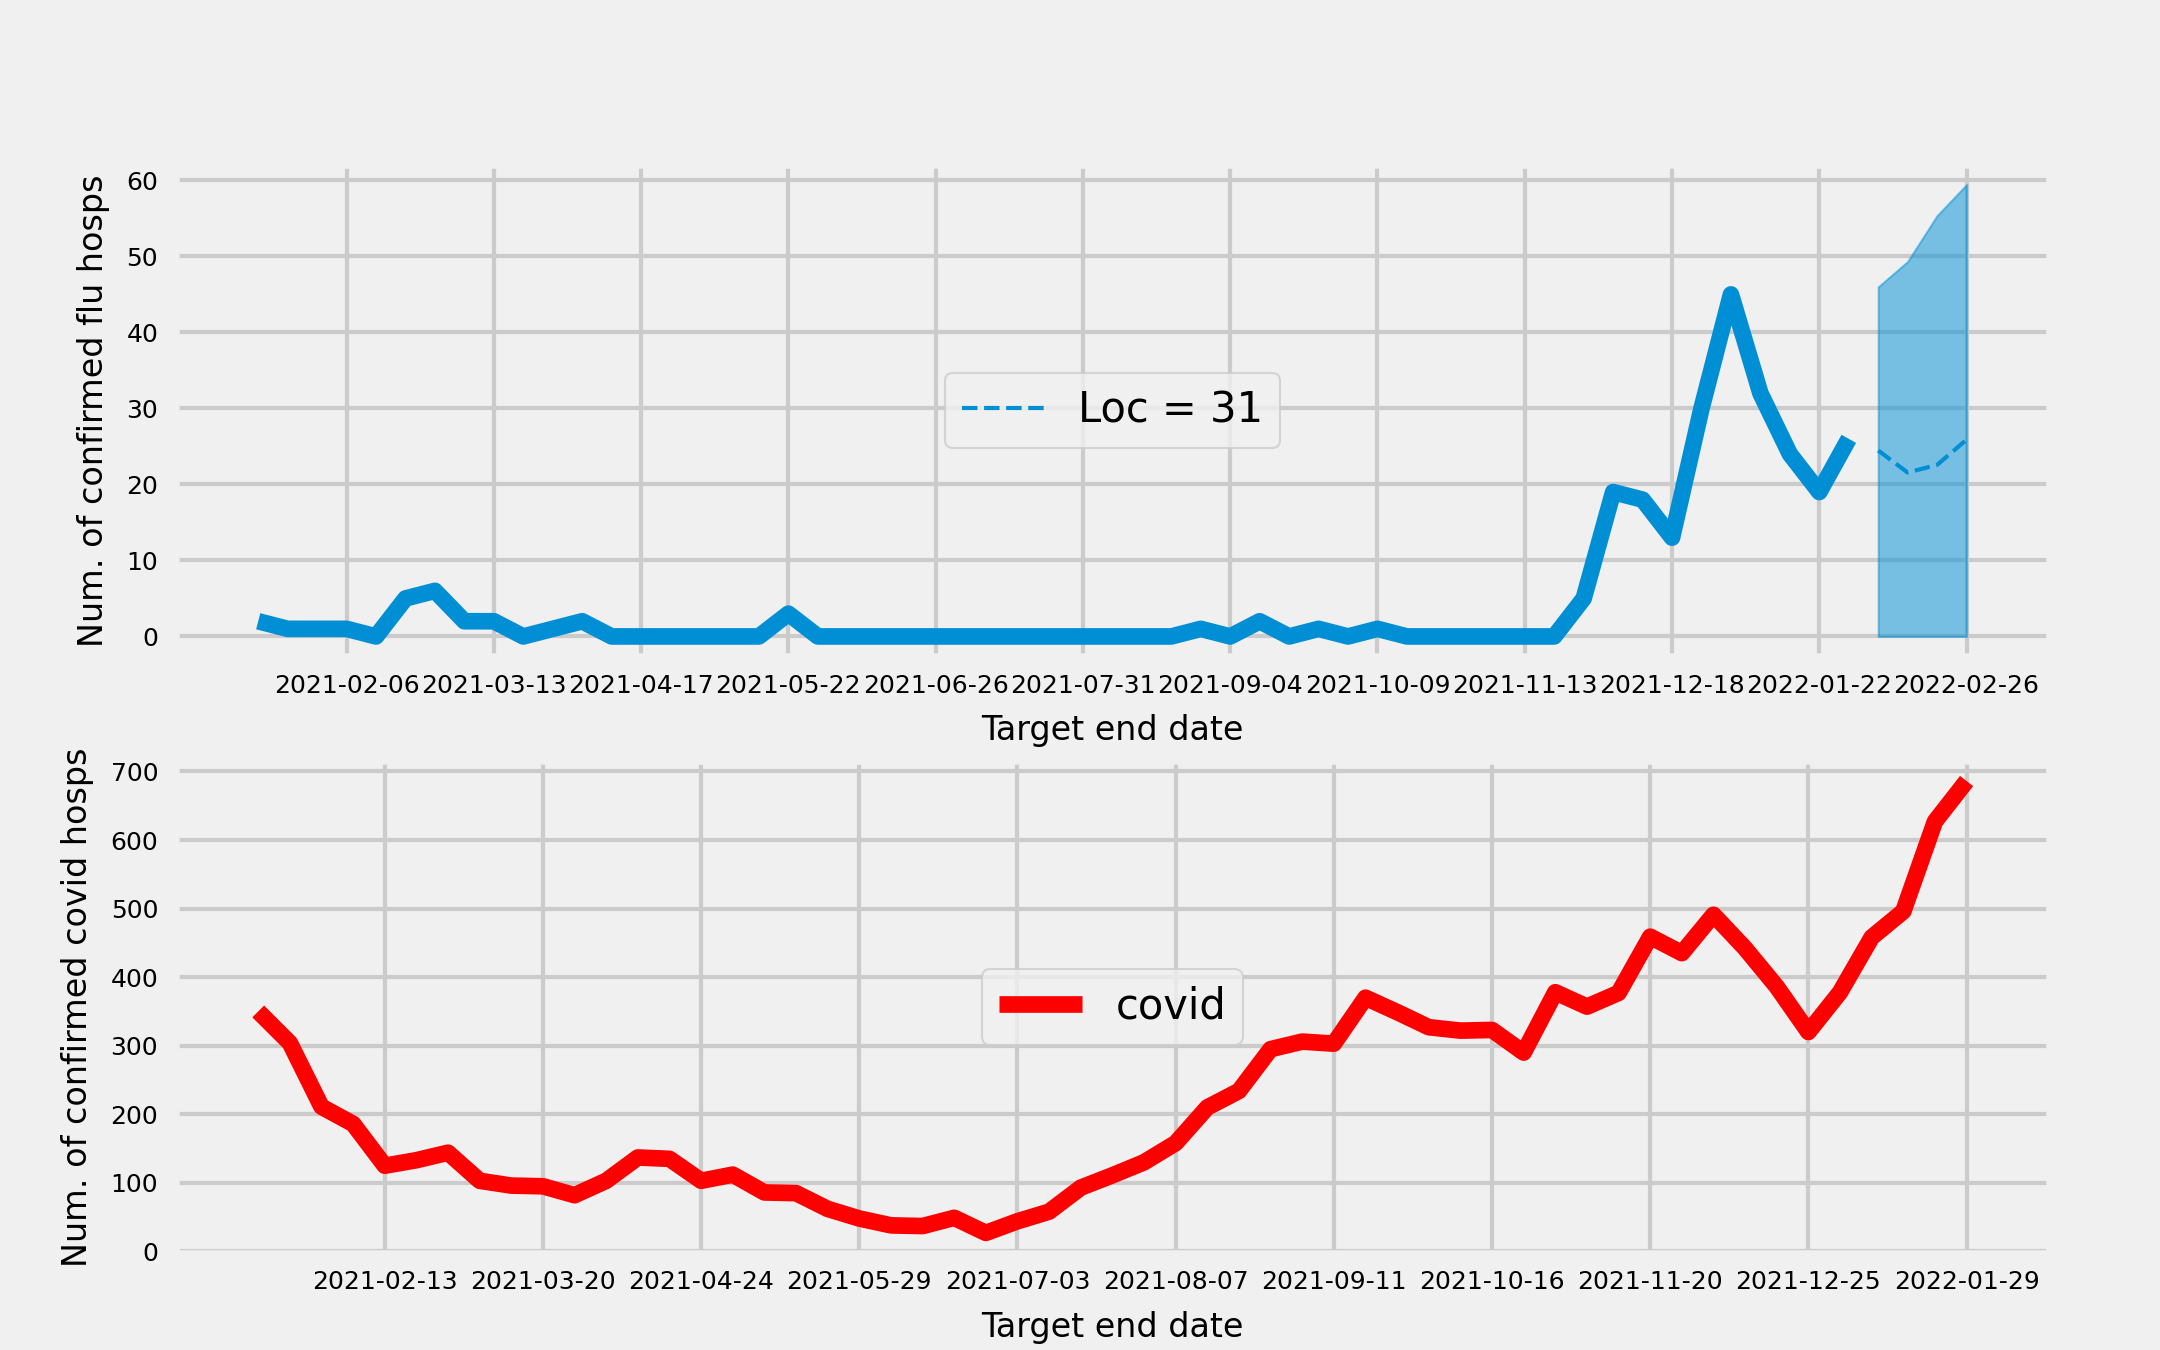 Num. of confirmed flu hosps
60
50
40
30
20
10
0
Loc = 31
2021-02-06 2021-03-13 2021-04-17 2021-05-22 2021-06-26 2021-07-31 2021-09-04 2021-10-09 2021-11-13 2021-12-18 2022-01-22 2022-02-26
Target end date
Num. of confirmed covid hosps
700
600
500
400
300
200
100
0
covid
2021-02-13 2021-03-20 2021-04-24 2021-05-29 2021-07-03 2021-08-07 2021-09-11 2021-10-16 2021-11-20 2021-12-25 2022-01-29
Target end date